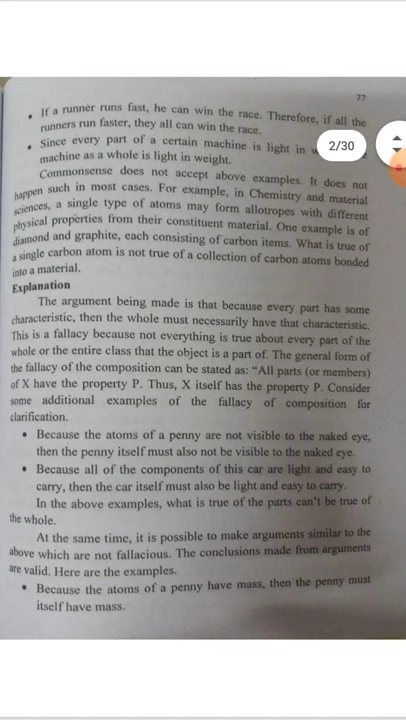 77
• If a runner runs fast, he can win the race. Therefore, if all the
runners run faster, they all can win the race.
• Since every part of a certain machine is light in
machine as a whole is light in weight.
2/30
Commonsense does not accept above examples. It does not
happen such in most cases. For example, in Chemistry and material
sciences, a single type of atoms may form allotropes with different
physical properties from their constituent material. One example is of
diamond and graphite, each consisting of carbon items. What is true of
a single carbon atom is not true of a collection of carbon atoms bonded
into a material.
Explanation
The argument being made is that because every part has some
characteristic, then the whole must necessarily have that characteristic.
This is a fallacy because not everything is true about every part of the
whole or the entire class that the object is a part of. The general form of
the fallacy of the composition can be stated as: “All parts (or members)
of X have the property P. Thus, X itself has the property P. Consider
some additional examples of the fallacy of composition for
clarification.
• Because the atoms of a penny are not visible to the naked eye,
then the penny itself must also not be visible to the naked eye.
• Because all of the components of this car are light and easy to
carry, then the car itself must also be light and easy to carry.
In the above examples, what is true of the parts can't be true of
the whole.
At the same time, it is possible to make arguments similar to the
above which are not fallacious. The conclusions made from arguments
are valid. Here are the examples.
• Because the atoms of a penny have mass, then the penny must
itself have mass.